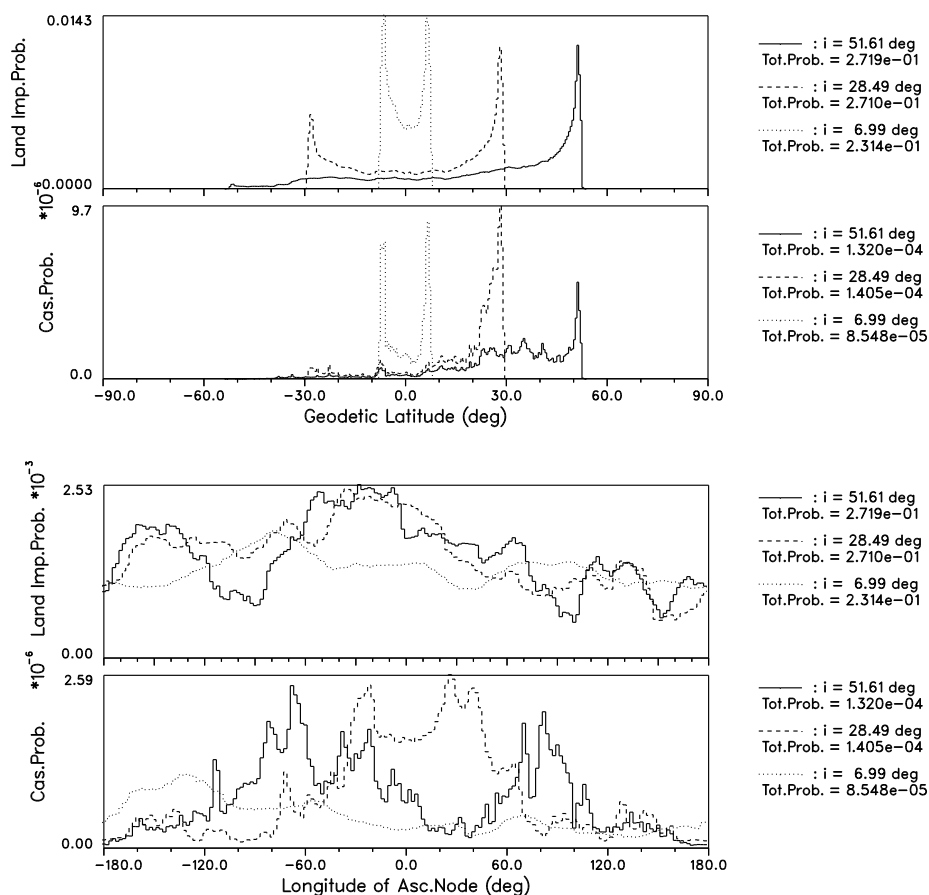 0.0143
Land Imp.Prob.
0.0000
: i = 51.61 deg
Tot.Prob. = 2.719e-01
: i = 28.49 deg
Tot.Prob. = 2.710e-01
: i = 6.99 deg
Tot.Prob. = 2.314e-01
*10⁻⁶
9.7
Cas.Prob.
0.0
: i = 51.61 deg
Tot.Prob. = 1.320e-04
: i = 28.49 deg
Tot.Prob. = 1.405e-04
: i = 6.99 deg
Tot.Prob. = 8.548e-05
-90.0 -60.0 -30.0 0.0 30.0 60.0 90.0
Geodetic Latitude (deg)
*10⁻³
2.53
Land Imp.Prob.
0.00
: i = 51.61 deg
Tot.Prob. = 2.719e-01
: i = 28.49 deg
Tot.Prob. = 2.710e-01
: i = 6.99 deg
Tot.Prob. = 2.314e-01
*10⁻⁶
2.59
Cas.Prob.
0.00
: i = 51.61 deg
Tot.Prob. = 1.320e-04
: i = 28.49 deg
Tot.Prob. = 1.405e-04
: i = 6.99 deg
Tot.Prob. = 8.548e-05
-180.0 -120.0 -60.0 0.0 60.0 120.0 180.0
Longitude of Asc.Node (deg)